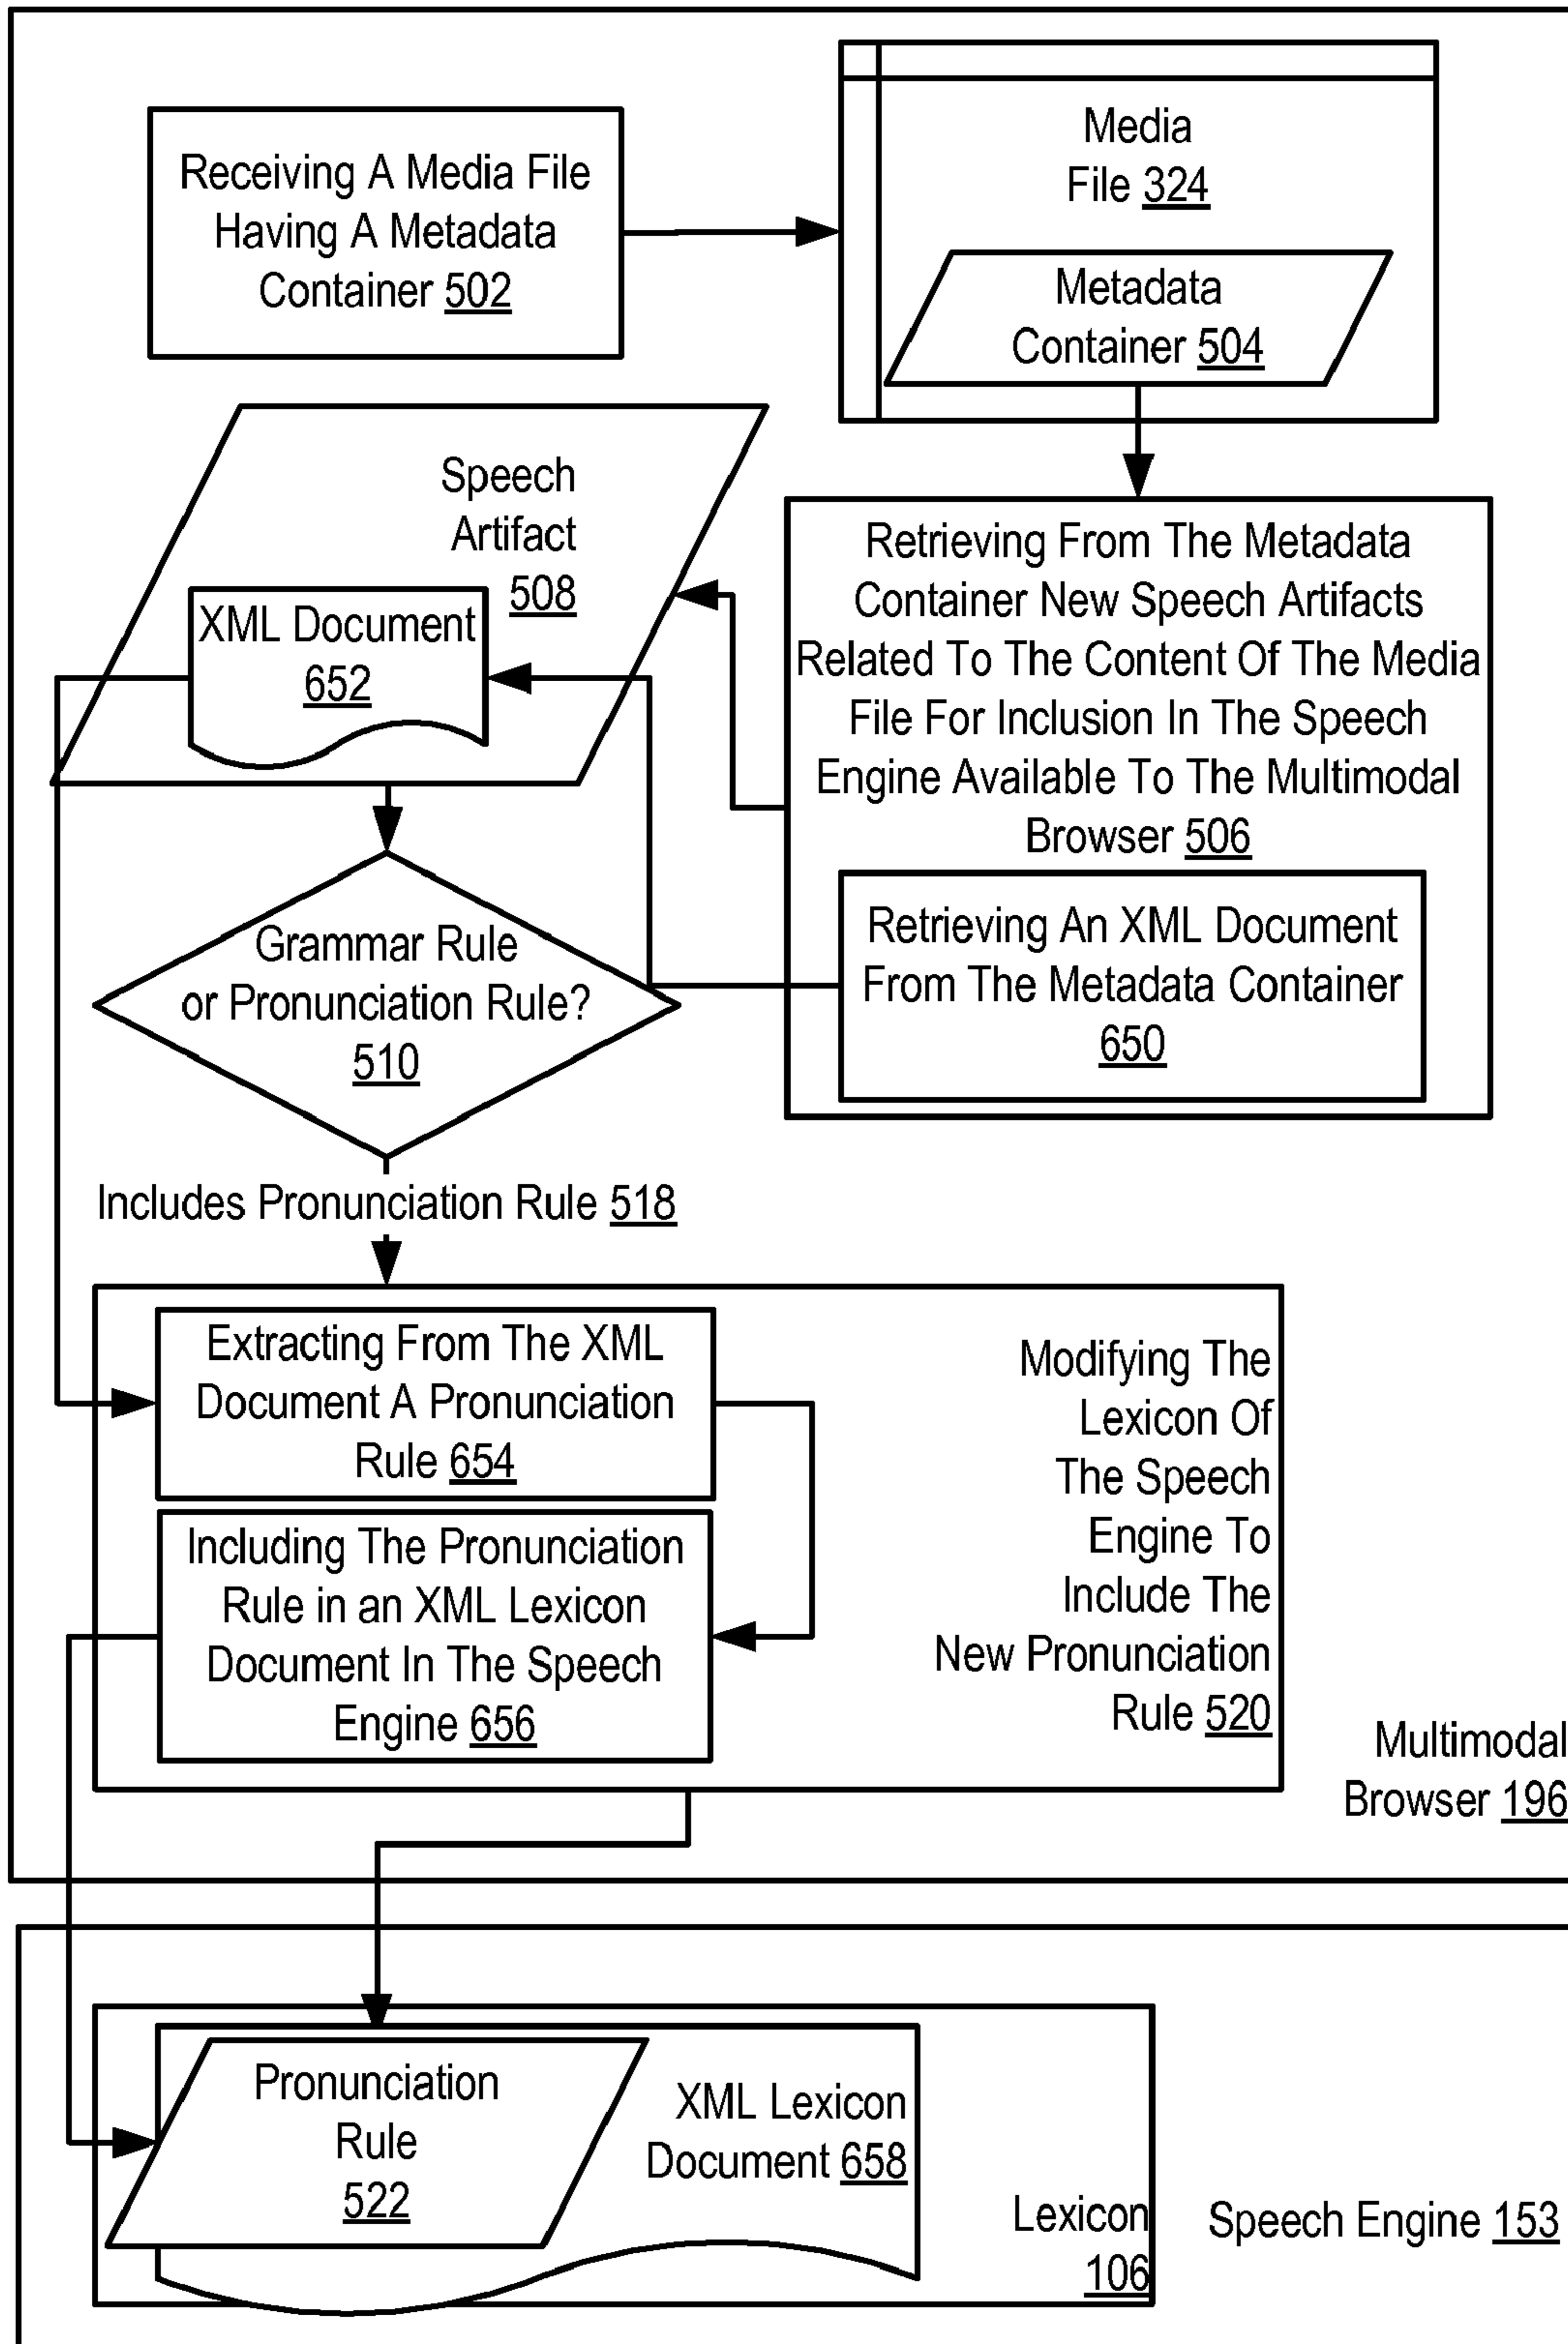 Receiving A Media File
Having A Metadata
Container 502
Media
File 324
Metadata
Container 504
Speech
Artifact
508
XML Document
652
Retrieving From The Metadata
Container New Speech Artifacts
Related To The Content Of The Media
File For Inclusion In The Speech
Engine Available To The Multimodal
Browser 506
Retrieving An XML Document
From The Metadata Container
650
Grammar Rule
or Pronunciation Rule?
510
Includes Pronunciation Rule 518
Extracting From The XML
Document A Pronunciation
Rule 654
Including The Pronunciation
Rule in an XML Lexicon
Document In The Speech
Engine 656
Modifying The
Lexicon Of
The Speech
Engine To
Include The
New Pronunciation
Rule 520
Multimodal
Browser 196
Pronunciation
Rule
522
XML Lexicon
Document 658
Lexicon
106
Speech Engine 153